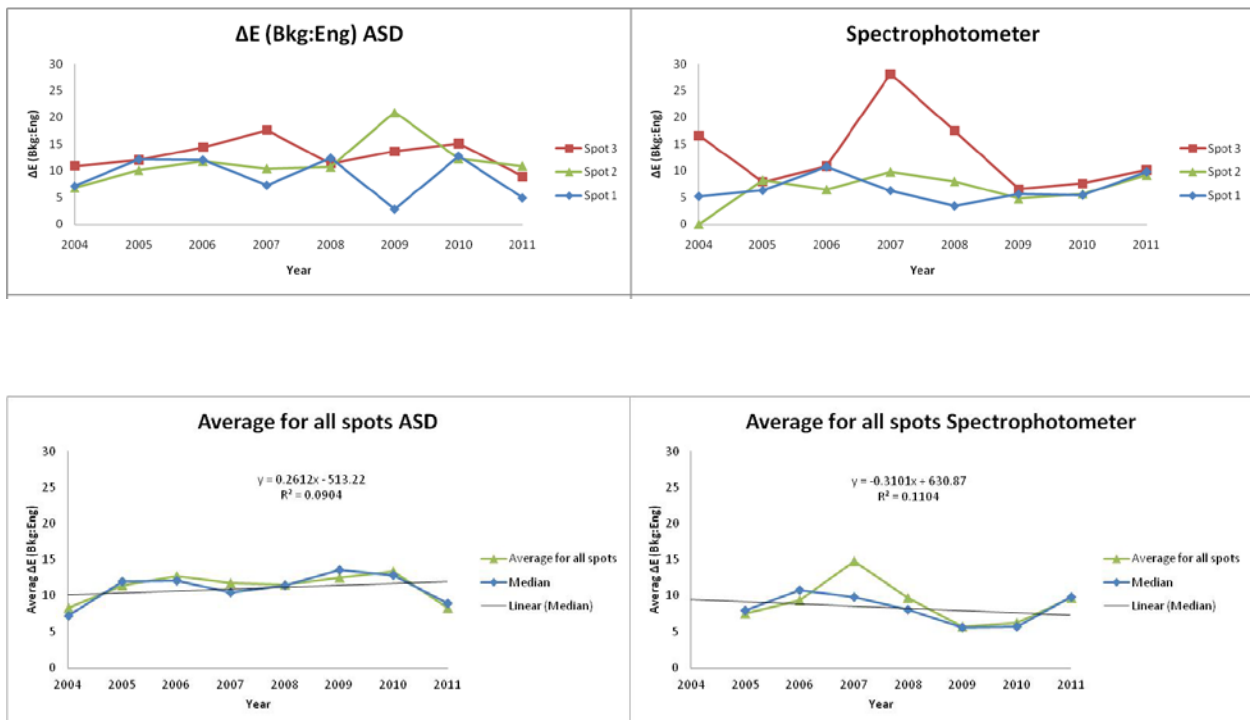 ΔE (Bkg:Eng) ASD
30
25
20
15
10
5
0
ΔE (Bkg:Eng)
2004 2005 2006 2007 2008 2009 2010 2011
Year
Spot 3
Spot 2
Spot 1
Spectrophotometer
30
25
20
15
10
5
0
ΔE (Bkg:Eng)
2004 2005 2006 2007 2008 2009 2010 2011
Year
Spot 3
Spot 2
Spot 1
Average for all spots ASD
30
25
20
15
10
5
0
Averag ΔE (Bkg:Eng)
y = 0.2612x - 513.22
R² = 0.0904
2004 2005 2006 2007 2008 2009 2010 2011
Year
Average for all spots
Median
Linear (Median)
Average for all spots Spectrophotometer
30
25
20
15
10
5
0
Averag ΔE (Bkg:Eng)
y = -0.3101x + 630.87
R² = 0.1104
2004 2005 2006 2007 2008 2009 2010 2011
Year
Average for all spots
Median
Linear (Median)